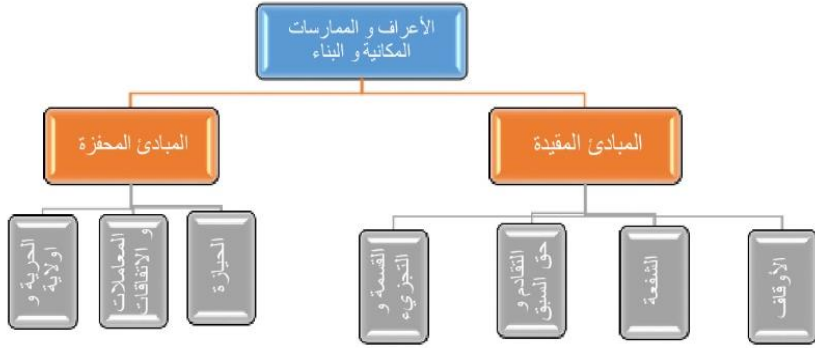 الأعراف و الممارسات
المكانية و البناء
المبادئ المقيدة
المبادئ المحفزة
الأوقاف
الشفعة
التقادم و
حق السبق
القسمة و
التجزيء
الحيازة
المعاملات
و الاتفاقات
الحرية و
اولاية